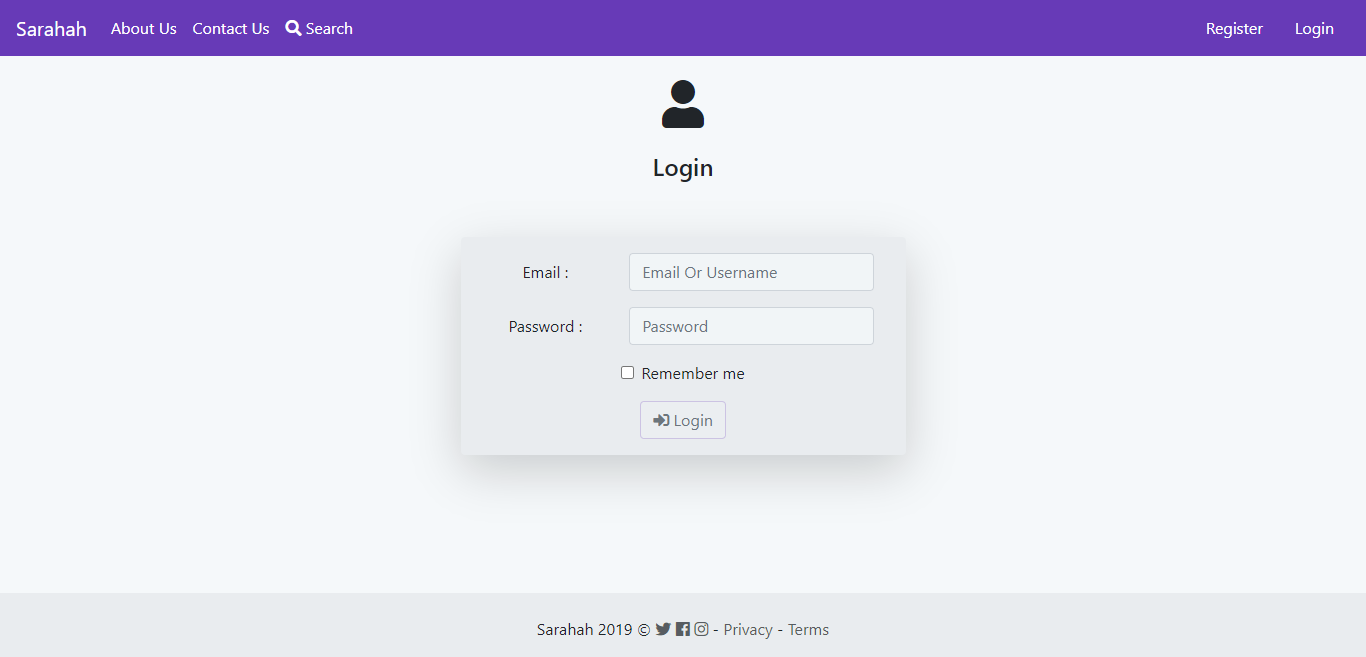 Sarahah About Us Contact Us Search Register Login
Login
Email : Email Or Username
Password : Password
Remember me
Login
Sarahah 2019 © - Privacy - Terms